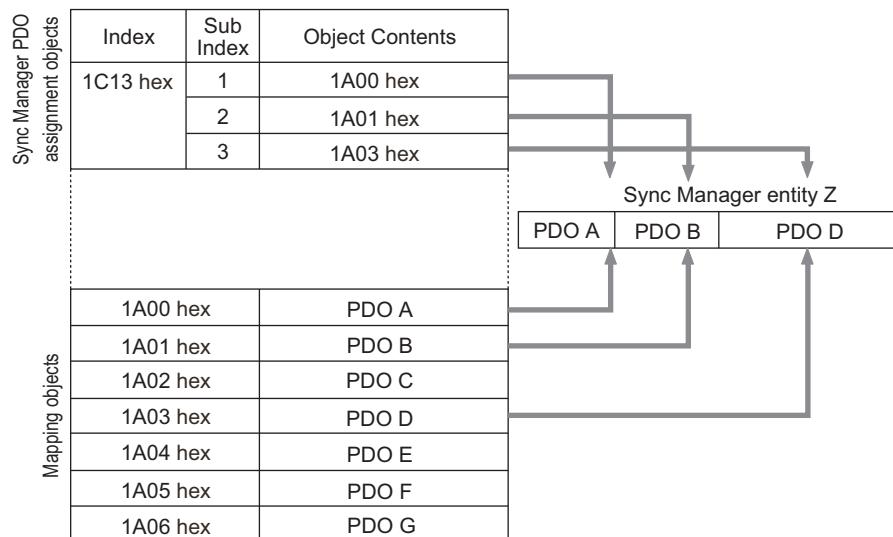 Sync Manager PDO
assignment objects
Index Sub Index Object Contents
1C13 hex 1 1A00 hex
2 1A01 hex
3 1A03 hex
Sync Manager entity Z
PDO A PDO B PDO D
Mapping objects
1A00 hex PDO A
1A01 hex PDO B
1A02 hex PDO C
1A03 hex PDO D
1A04 hex PDO E
1A05 hex PDO F
1A06 hex PDO G